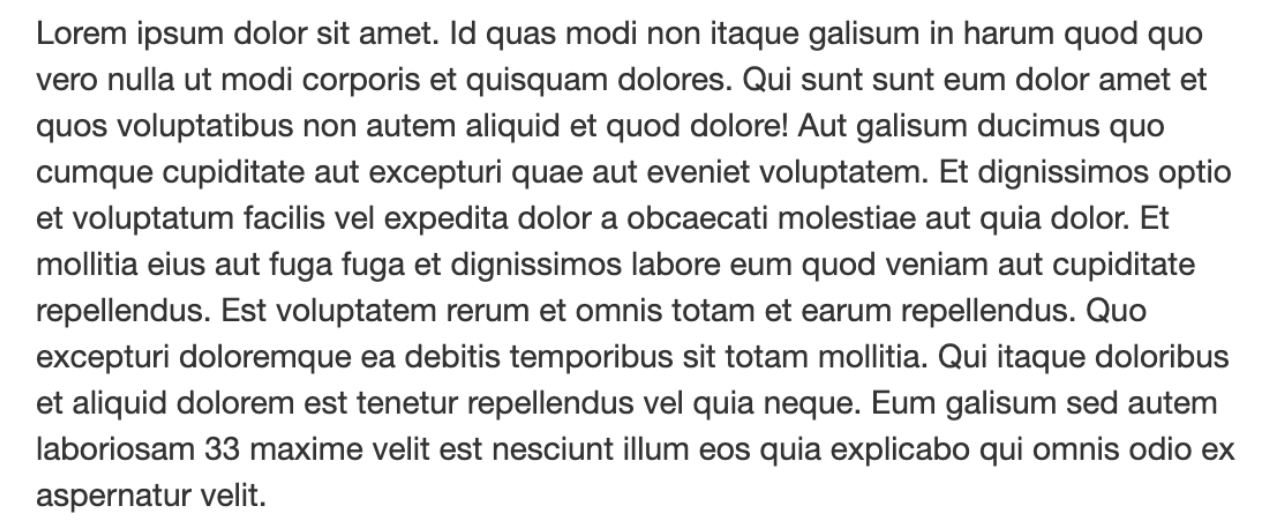 Lorem ipsum dolor sit amet. Id quas modi non itaque galisum in harum quod quo
vero nulla ut modi corporis et quisquam dolores. Qui sunt sunt eum dolor amet et
quos voluptatibus non autem aliquid et quod dolore! Aut galisum ducimus quo
cumque cupiditate aut excepturi quae aut eveniet voluptatem. Et dignissimos optio
et voluptatum facilis vel expedita dolor a obcaecati molestiae aut quia dolor. Et
mollitia eius aut fuga fuga et dignissimos labore eum quod veniam aut cupiditate
repellendus. Est voluptatem rerum et omnis totam et earum repellendus. Quo
excepturi doloremque ea debitis temporibus sit totam mollitia. Qui itaque doloribus
et aliquid dolorem est tenetur repellendus vel quia neque. Eum galisum sed autem
laboriosam 33 maxime velit est nesciunt illum eos quia explicabo qui omnis odio ex
aspernatur velit.